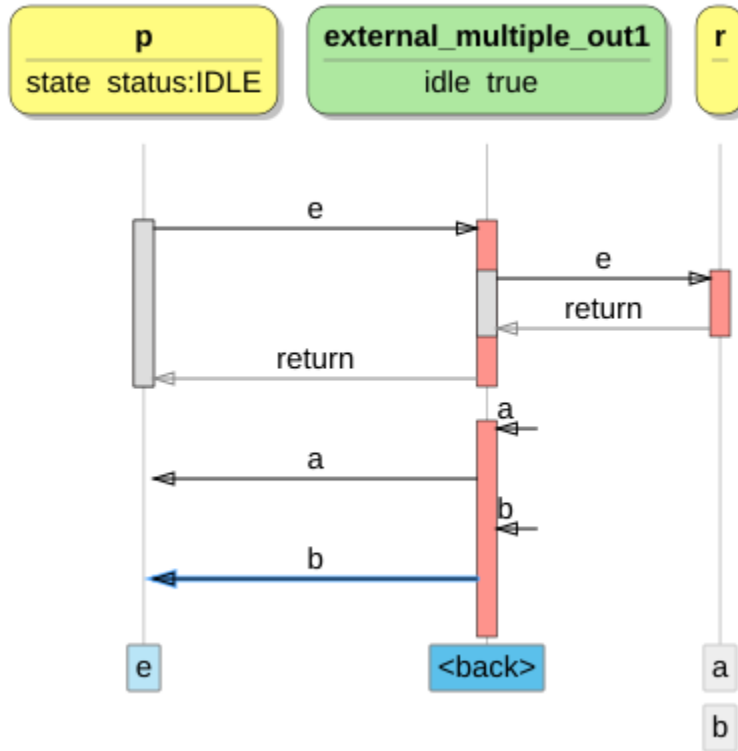 p
state status:IDLE
external_multiple_out1
idle true
r
e
e
return
return
a
a
b
b
e
<back>
a
b